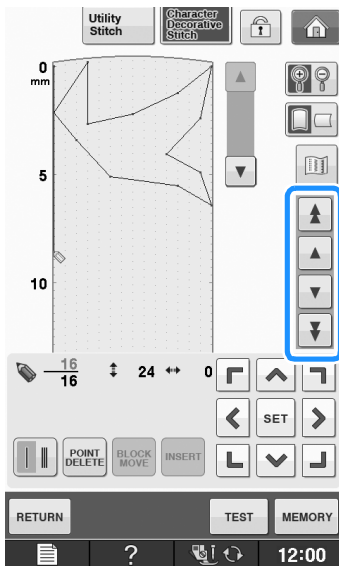 Utility
Stitch
Character
Decorative
Stitch
0
mm
5
10
16
16
24
0
SET
POINT
DELETE
BLOCK
MOVE
INSERT
RETURN
TEST
MEMORY
?
12:00